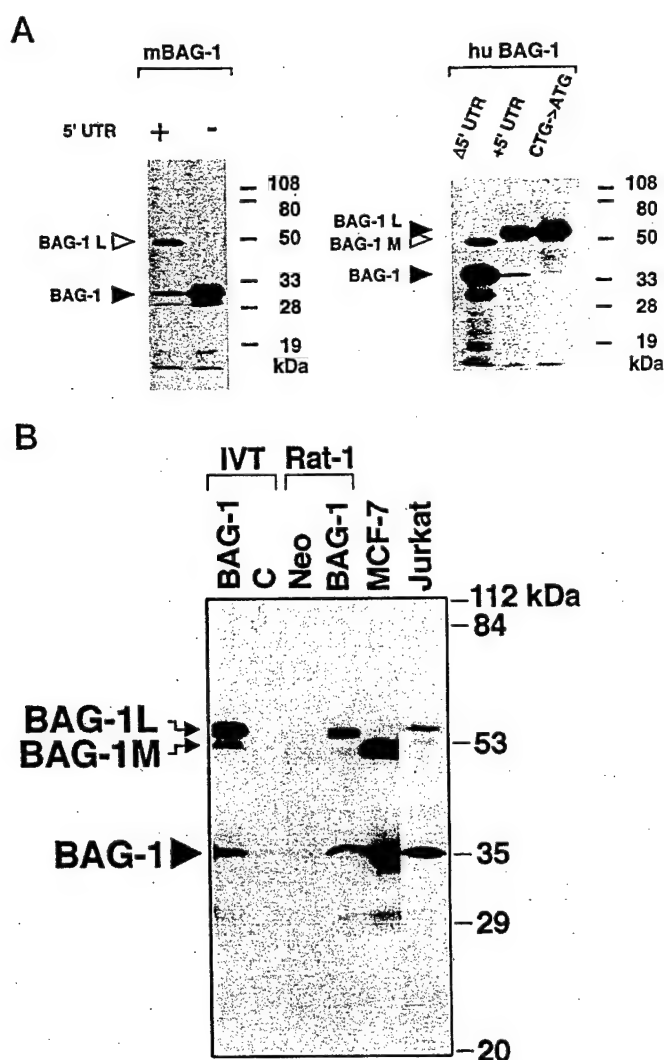 A
mBAG-1
5' UTR + -
108
80
BAG-1 L
50
33
BAG-1
28
19
kDa
hu BAG-1
Δ5' UTR
+5' UTR
CTG->ATG
108
80
BAG-1 L
BAG-1 M
50
BAG-1
33
28
19
kDa
B
IVT Rat-1
BAG-1
C
Neo
BAG-1
MCF-7
Jurkat
112 kDa
84
BAG-1L
BAG-1M
53
BAG-1
35
29
20